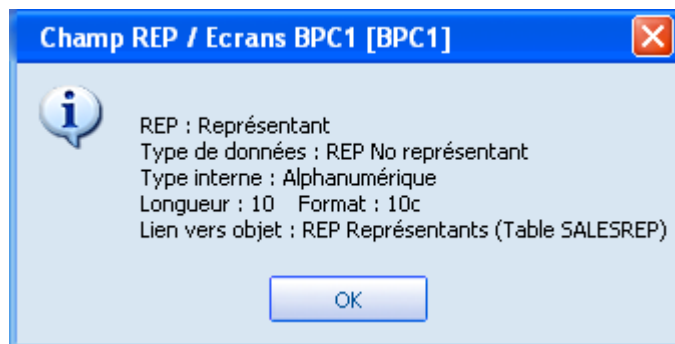 Champ REP / Ecrans BPC1 [BPC1]
REP : Représentant
Type de données : REP No représentant
Type interne : Alphanumérique
Longueur : 10 Format : 10c
Lien vers objet : REP Représentants (Table SALESREP)
OK